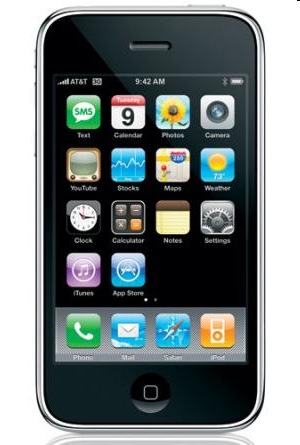 AT&T 3G 9:42 AM
SMS
Tuesday
9
280
73°
Text Calendar Photos Camera
YouTube Stocks Maps Weather
Clock Calculator Notes Settings
iTunes App Store
Phone Mail Safari iPod